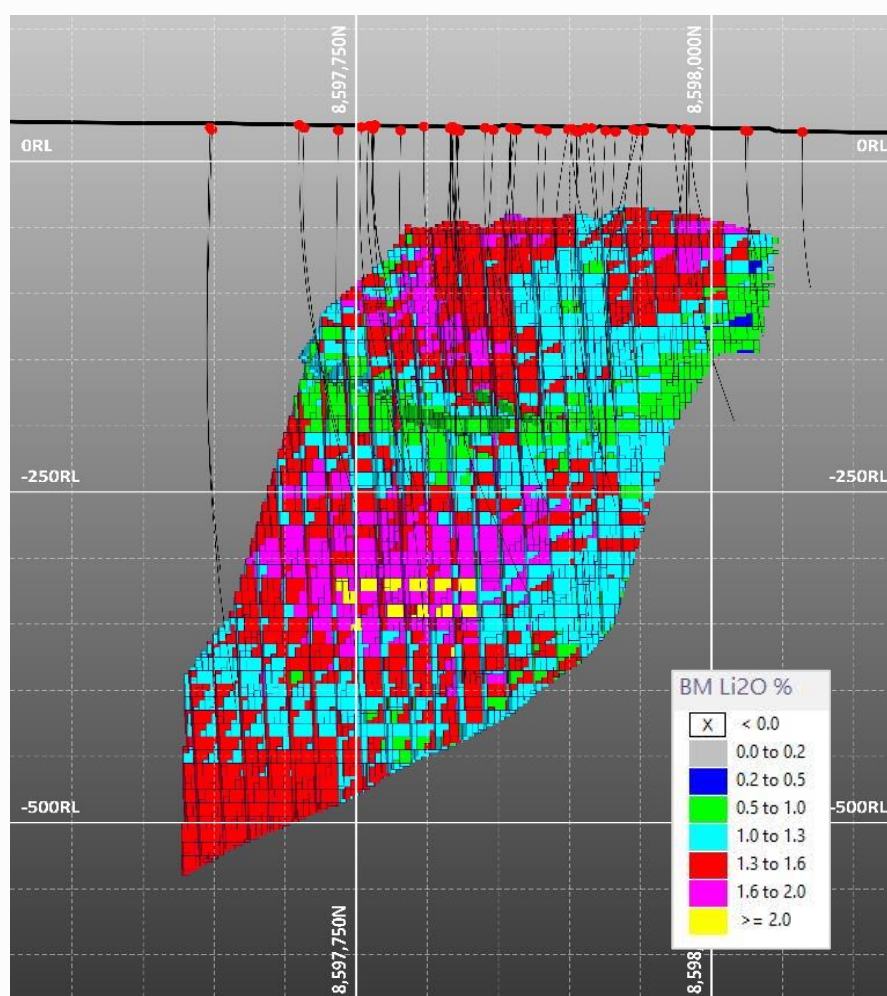 8,597,750N
8,598,000N
0RL
0RL
-250RL
-250RL
BM Li2O %
X < 0.0
0.0 to 0.2
0.2 to 0.5
0.5 to 1.0
1.0 to 1.3
1.3 to 1.6
1.6 to 2.0
>= 2.0
-500RL
-500RL
8,597,750N
8,598,